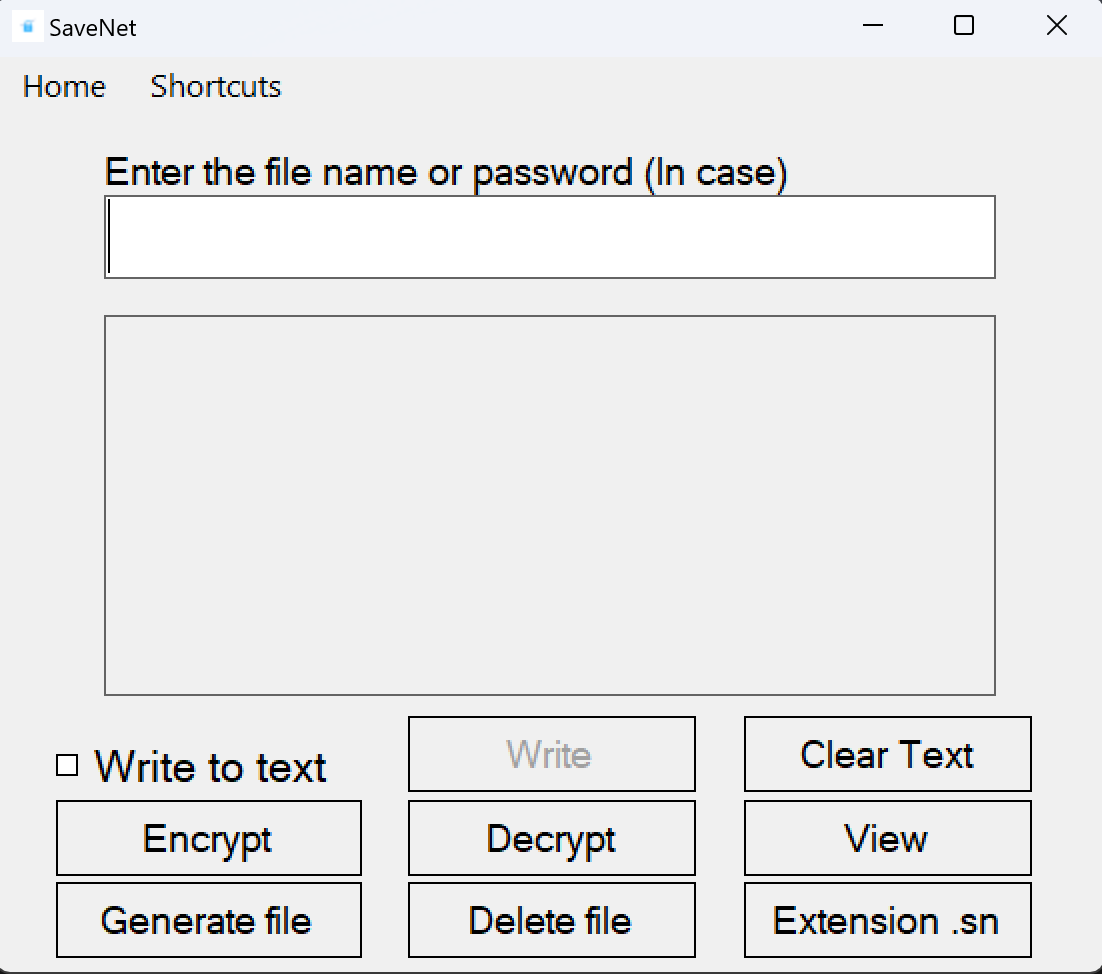 SaveNet
Home Shortcuts
Enter the file name or password (In case)
Write to text Write Clear Text
Encrypt Decrypt View
Generate file Delete file Extension .sn